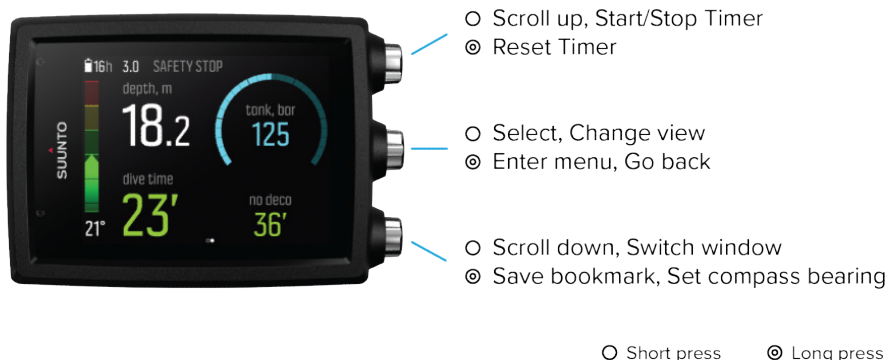 Scroll up, Start/Stop Timer
Reset Timer
16h 3.0 SAFETY STOP
depth, m
18.2
tank, bar
125
SUUNTO
Select, Change view
Enter menu, Go back
dive time
23'
no deco
36'
21°
Scroll down, Switch window
Save bookmark, Set compass bearing
Short press
Long press